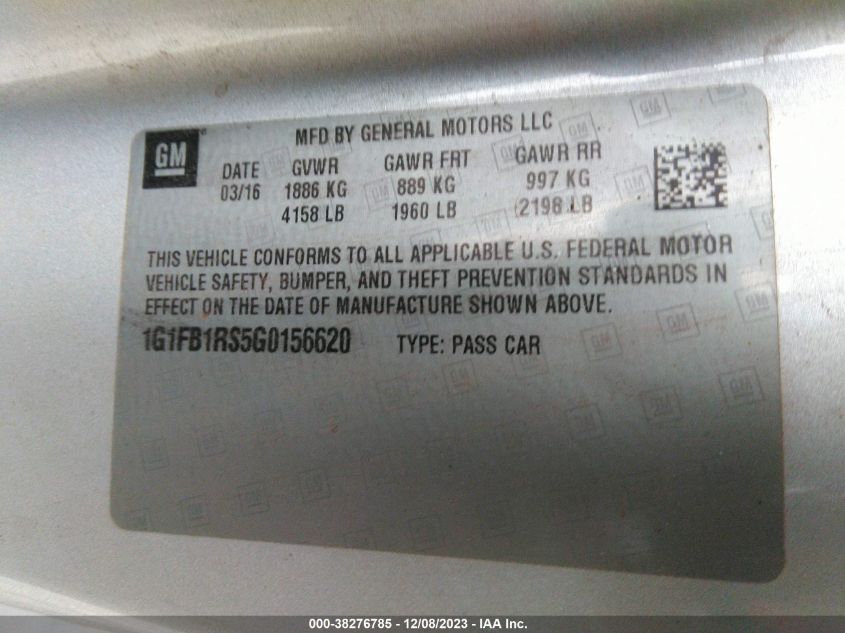 MFD BY GENERAL MOTORS LLC
GM
DATE GVWR GAWR FRT GAWR RR
03/16 1886 KG 889 KG 997 KG
4158 LB 1960 LB 2198 LB
THIS VEHICLE CONFORMS TO ALL APPLICABLE U.S. FEDERAL MOTOR
VEHICLE SAFETY, BUMPER, AND THEFT PREVENTION STANDARDS IN
EFFECT ON THE DATE OF MANUFACTURE SHOWN ABOVE.
1G1FB1RS5G0156620 TYPE: PASS CAR
000-38276785 - 12/08/2023 - IAA Inc.